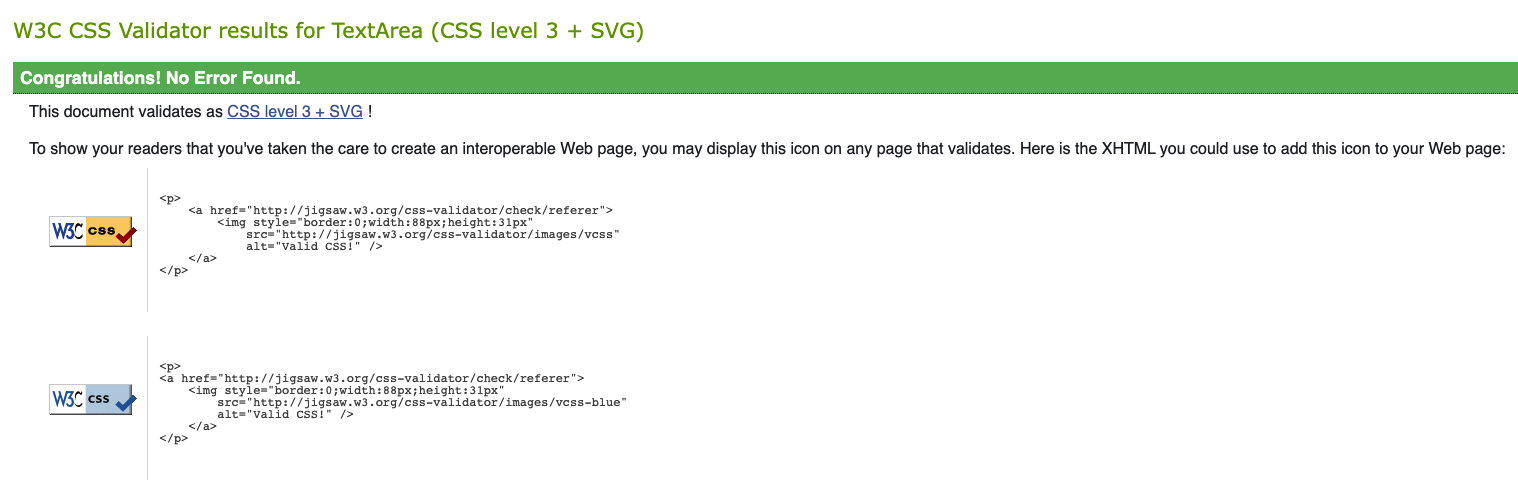 W3C CSS Validator results for TextArea (CSS level 3 + SVG)
Congratulations! No Error Found.
This document validates as CSS level 3 + SVG !
To show your readers that you've taken the care to create an interoperable Web page, you may display this icon on any page that validates. Here is the XHTML you could use to add this icon to your Web page:
W3C css
<p>
    <a href="http://jigsaw.w3.org/css-validator/check/referer">
        <img style="border:0;width:88px;height:31px"
            src="http://jigsaw.w3.org/css-validator/images/vcss"
            alt="Valid CSS!" />
    </a>
</p>
W3C css
<p>
<a href="http://jigsaw.w3.org/css-validator/check/referer">
    <img style="border:0;width:88px;height:31px"
        src="http://jigsaw.w3.org/css-validator/images/vcss-blue"
        alt="Valid CSS!" />
    </a>
</p>